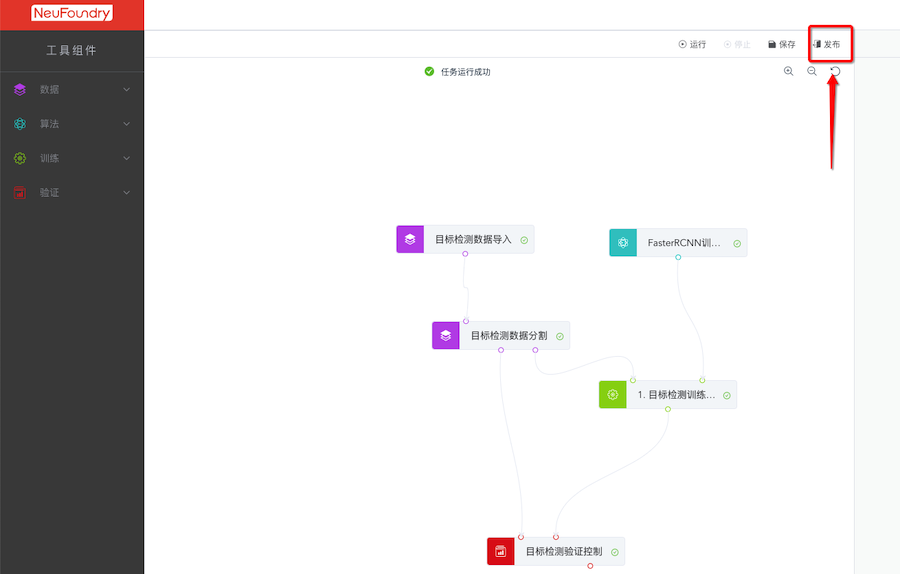 NeuFoundry
工具组件
运行 停止 保存 发布
任务运行成功
数据
算法
训练
验证
目标检测数据导入
FasterRCNN训...
目标检测数据分割
1. 目标检测训练...
目标检测验证控制